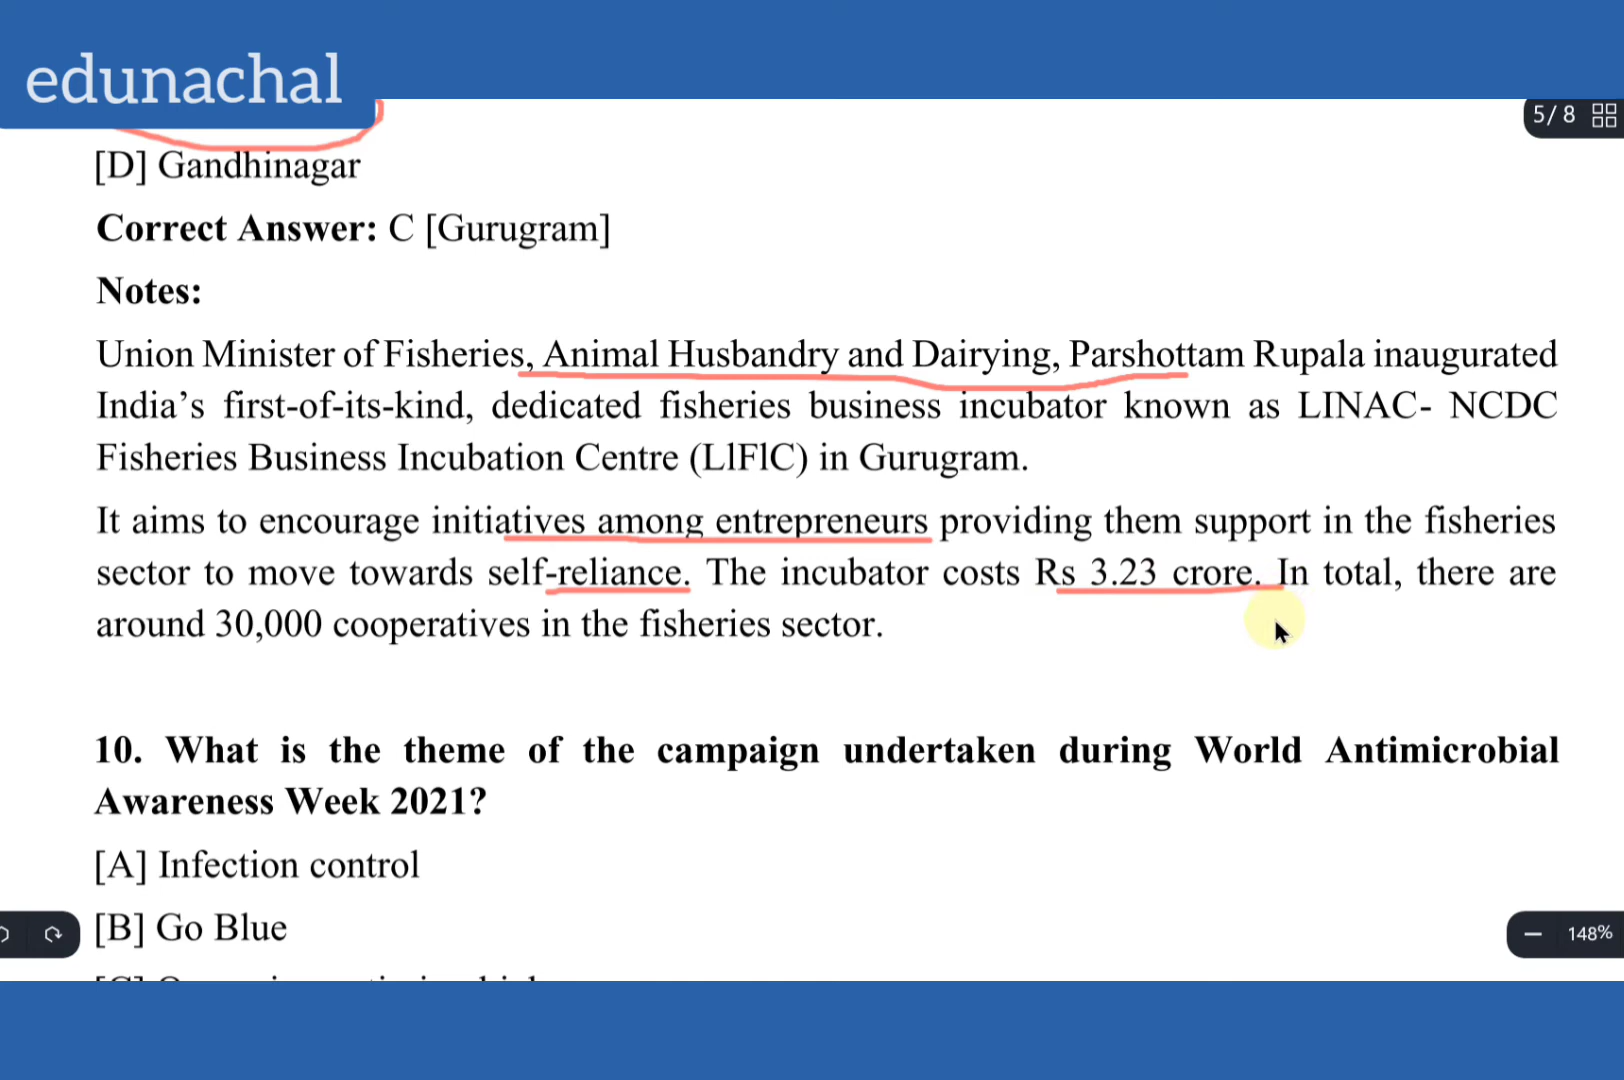 edunachal
5/ 8
[D] Gandhinagar
Correct Answer: C [Gurugram]
Notes:
Union Minister of Fisheries, Animal Husbandry and Dairying, Parshottam Rupala inaugurated
India’s first-of-its-kind, dedicated fisheries business incubator known as LINAC- NCDC
Fisheries Business Incubation Centre (LlFlC) in Gurugram.
It aims to encourage initiatives among entrepreneurs providing them support in the fisheries
sector to move towards self-reliance. The incubator costs Rs 3.23 crore. In total, there are
around 30,000 cooperatives in the fisheries sector.
10. What is the theme of the campaign undertaken during World Antimicrobial
Awareness Week 2021?
[A] Infection control
[B] Go Blue
148%